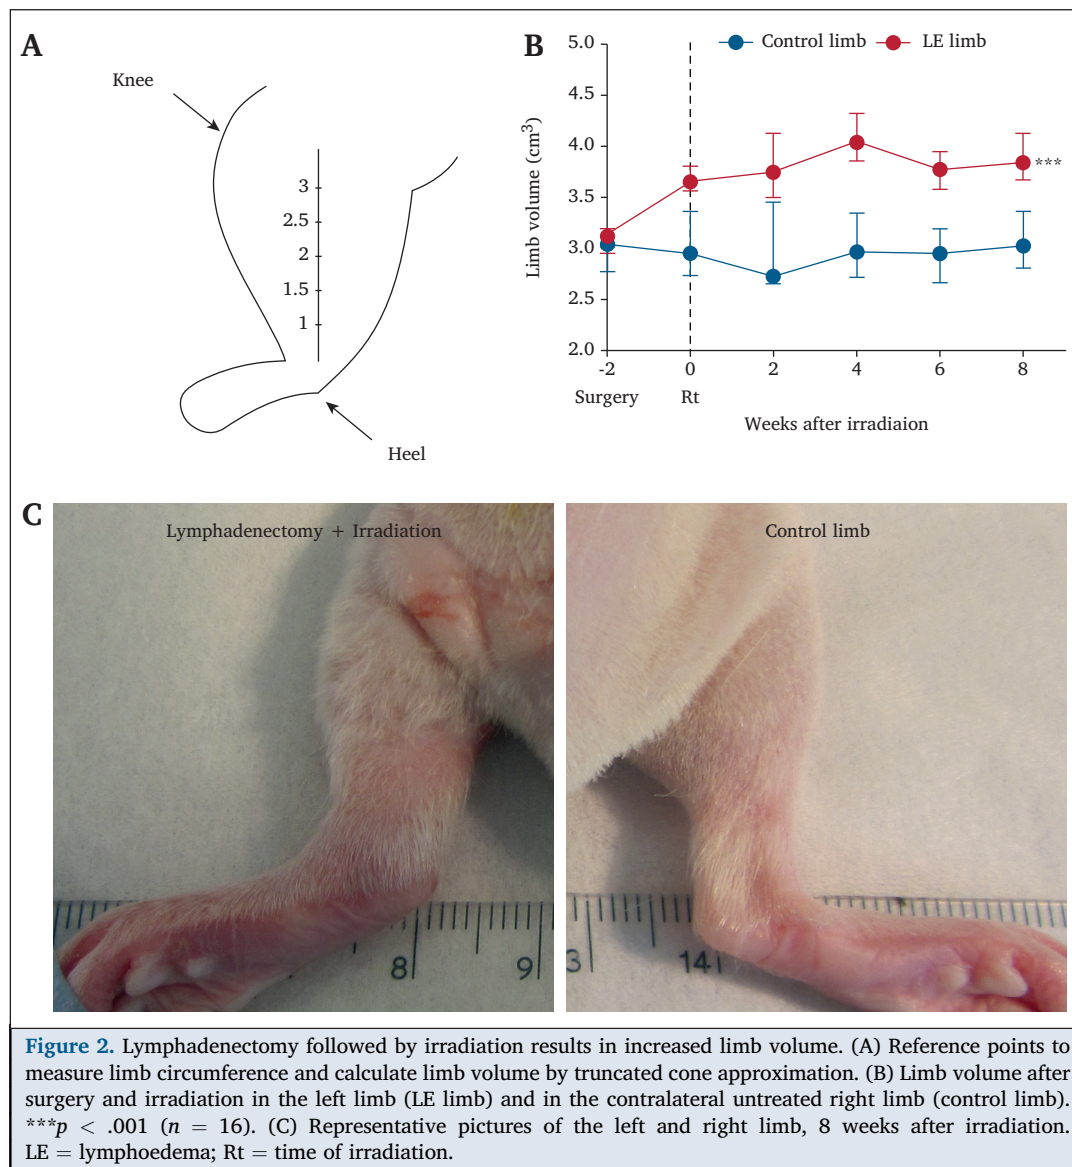 A
Knee
3
2.5
2
1.5
1
Heel
B
Control limb
LE limb
Limb volume (cm³)
5.0
4.5
4.0
3.5
3.0
2.5
2.0
***
-2
0
2
4
6
8
Surgery
Rt
Weeks after irradiaion
C
Lymphadenectomy + Irradiation
Control limb
8
9
3
14
Figure 2. Lymphadenectomy followed by irradiation results in increased limb volume. (A) Reference points to
measure limb circumference and calculate limb volume by truncated cone approximation. (B) Limb volume after
surgery and irradiation in the left limb (LE limb) and in the contralateral untreated right limb (control limb).
***p < .001 (n = 16). (C) Representative pictures of the left and right limb, 8 weeks after irradiation.
LE = lymphoedema; Rt = time of irradiation.